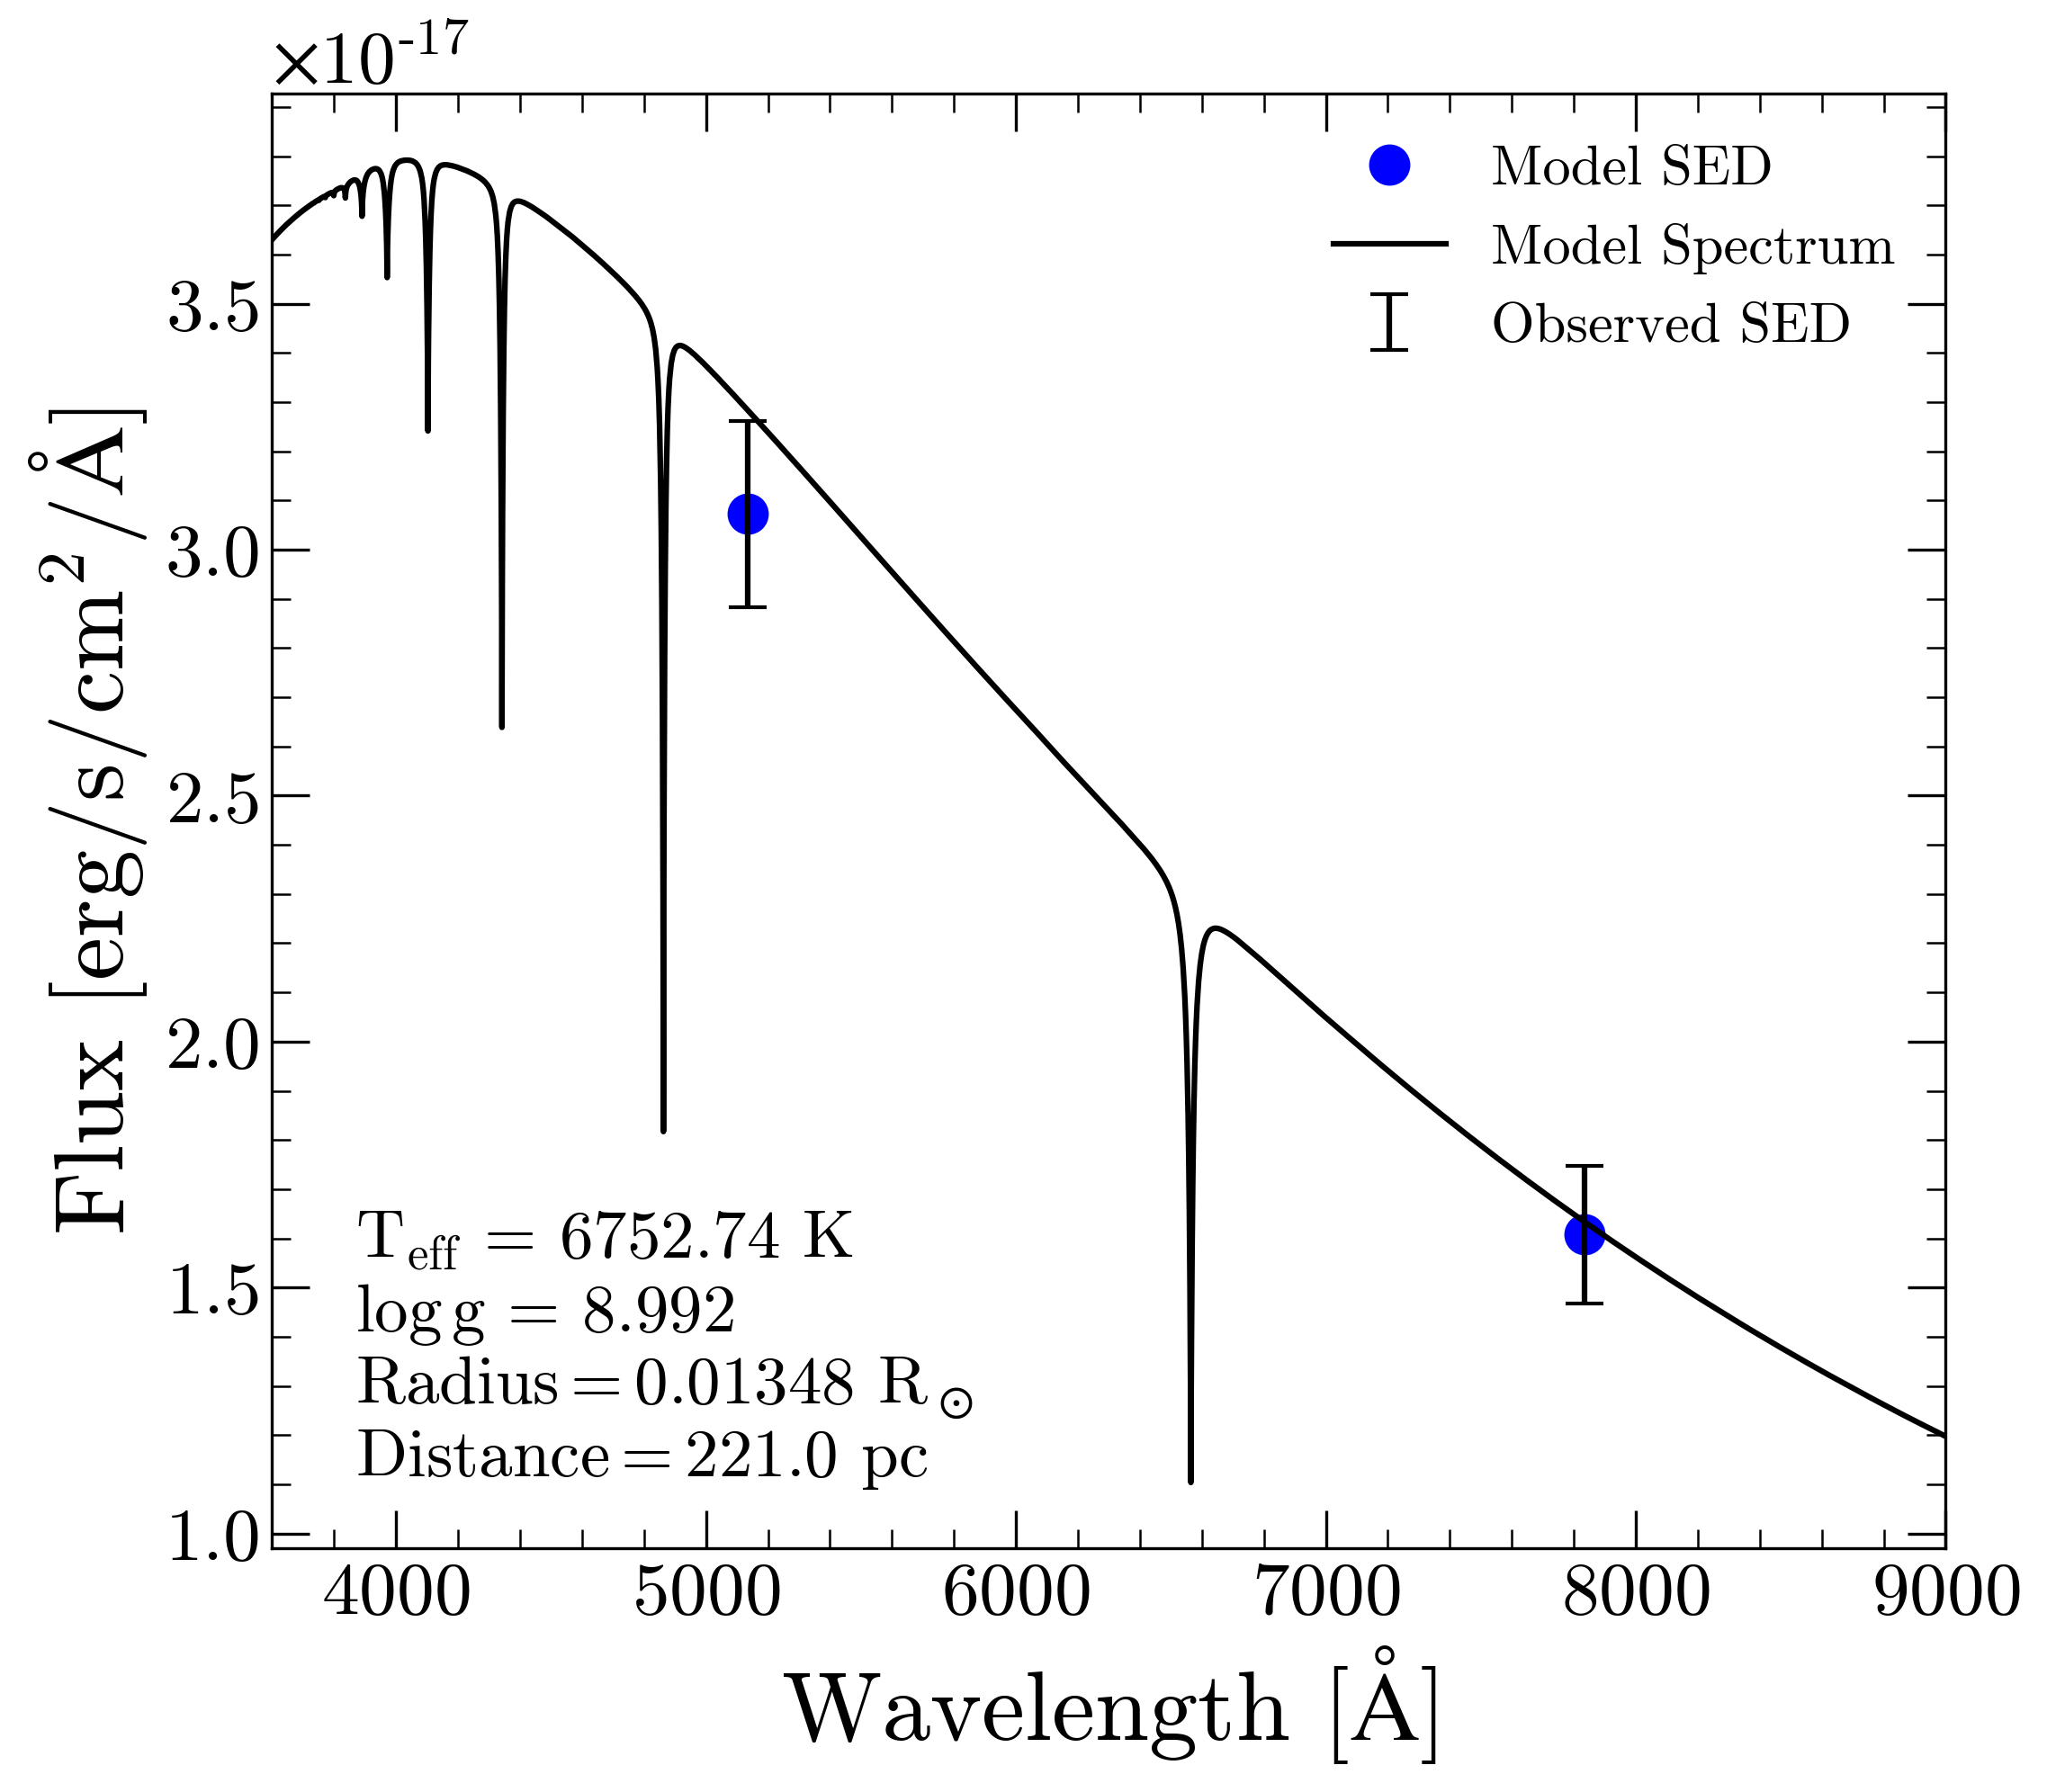 ×10-17
Flux [erg/s/cm2/Å]
3.5
3.0
2.5
2.0
1.5
1.0
Model SED
Model Spectrum
Observed SED
Teff = 6752.74 K
log g = 8.992
Radius = 0.01348 R⊙
Distance = 221.0 pc
4000 5000 6000 7000 8000 9000
Wavelength [Å]